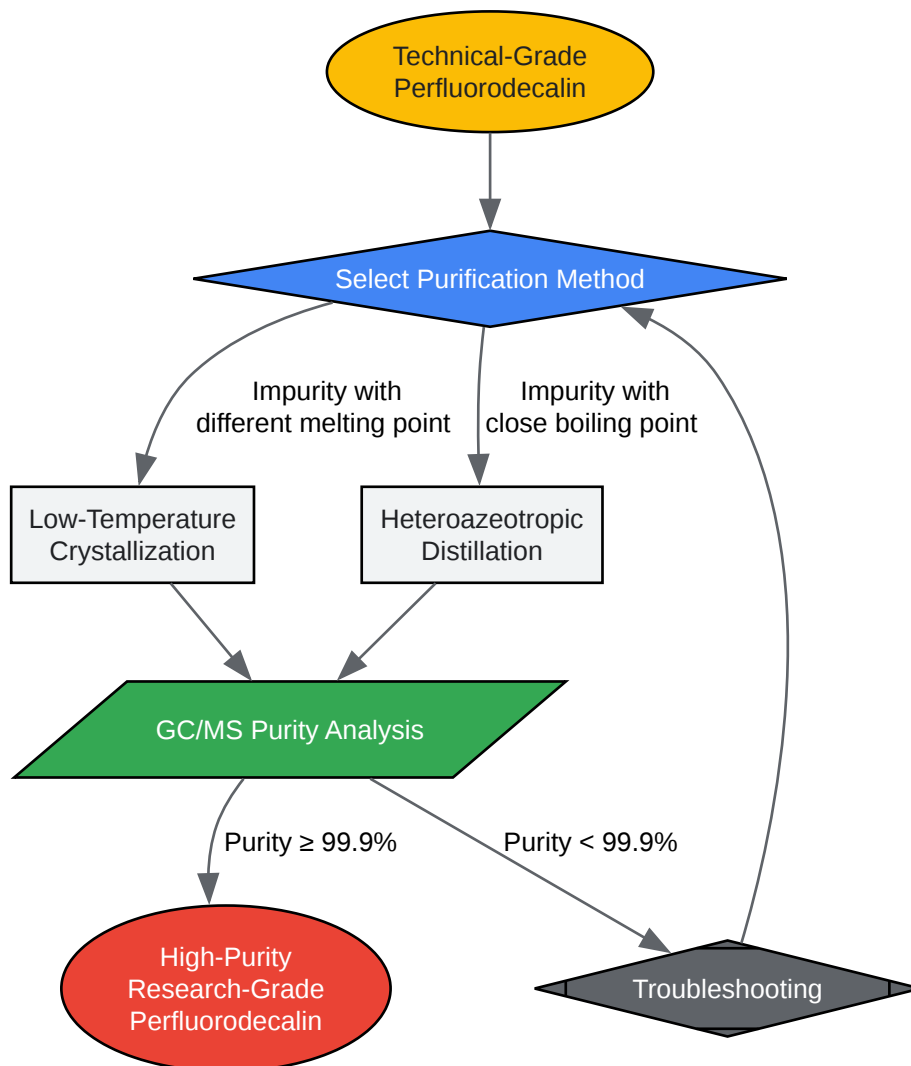 Technical-Grade
Perfluorodecalin
Select Purification Method
Impurity with
different melting point
Impurity with
close boiling point
Low-Temperature
Crystallization
Heteroazeotropic
Distillation
GC/MS Purity Analysis
Purity ≥ 99.9%
Purity < 99.9%
High-Purity
Research-Grade
Perfluorodecalin
Troubleshooting